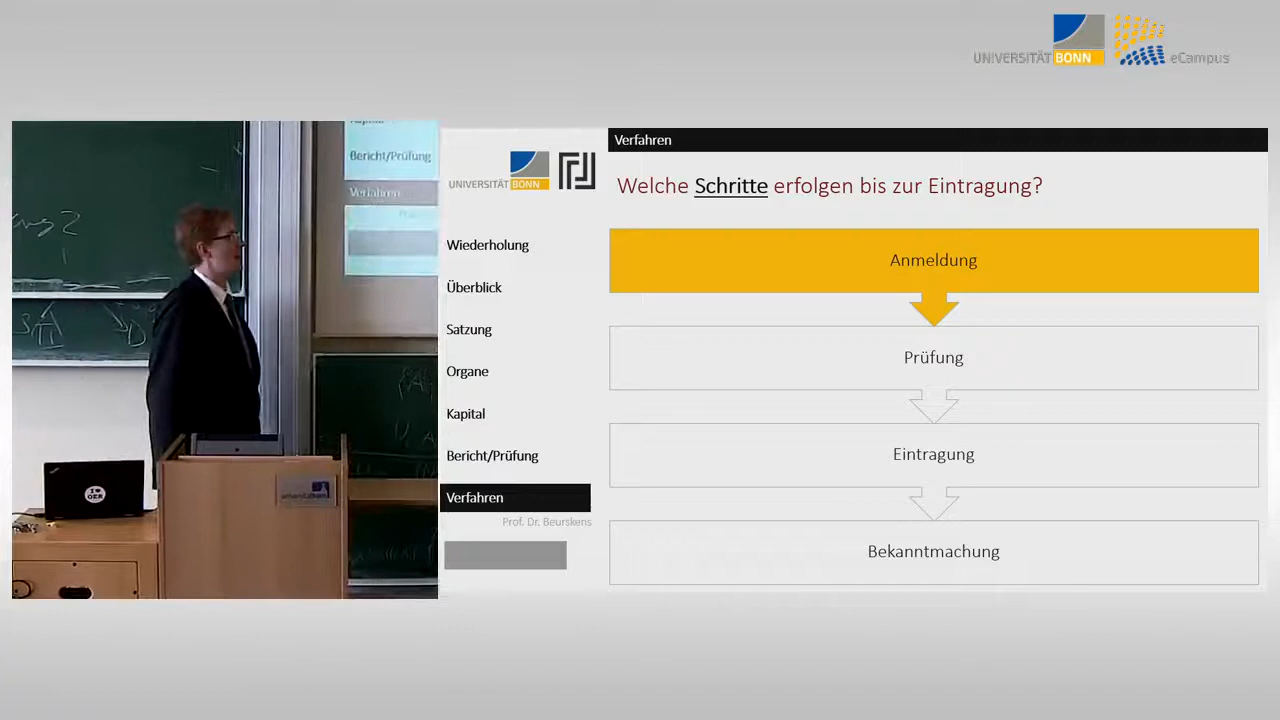 UNIVERSITÄT BONN eCampus
Bericht/Prüfung
Verfahren
I ♥
OER
UNIVERSITÄT BONN
Wiederholung
Überblick
Satzung
Organe
Kapital
Bericht/Prüfung
Verfahren
Prof. Dr. Beurskens
Verfahren
Welche Schritte erfolgen bis zur Eintragung?
Anmeldung
Prüfung
Eintragung
Bekanntmachung